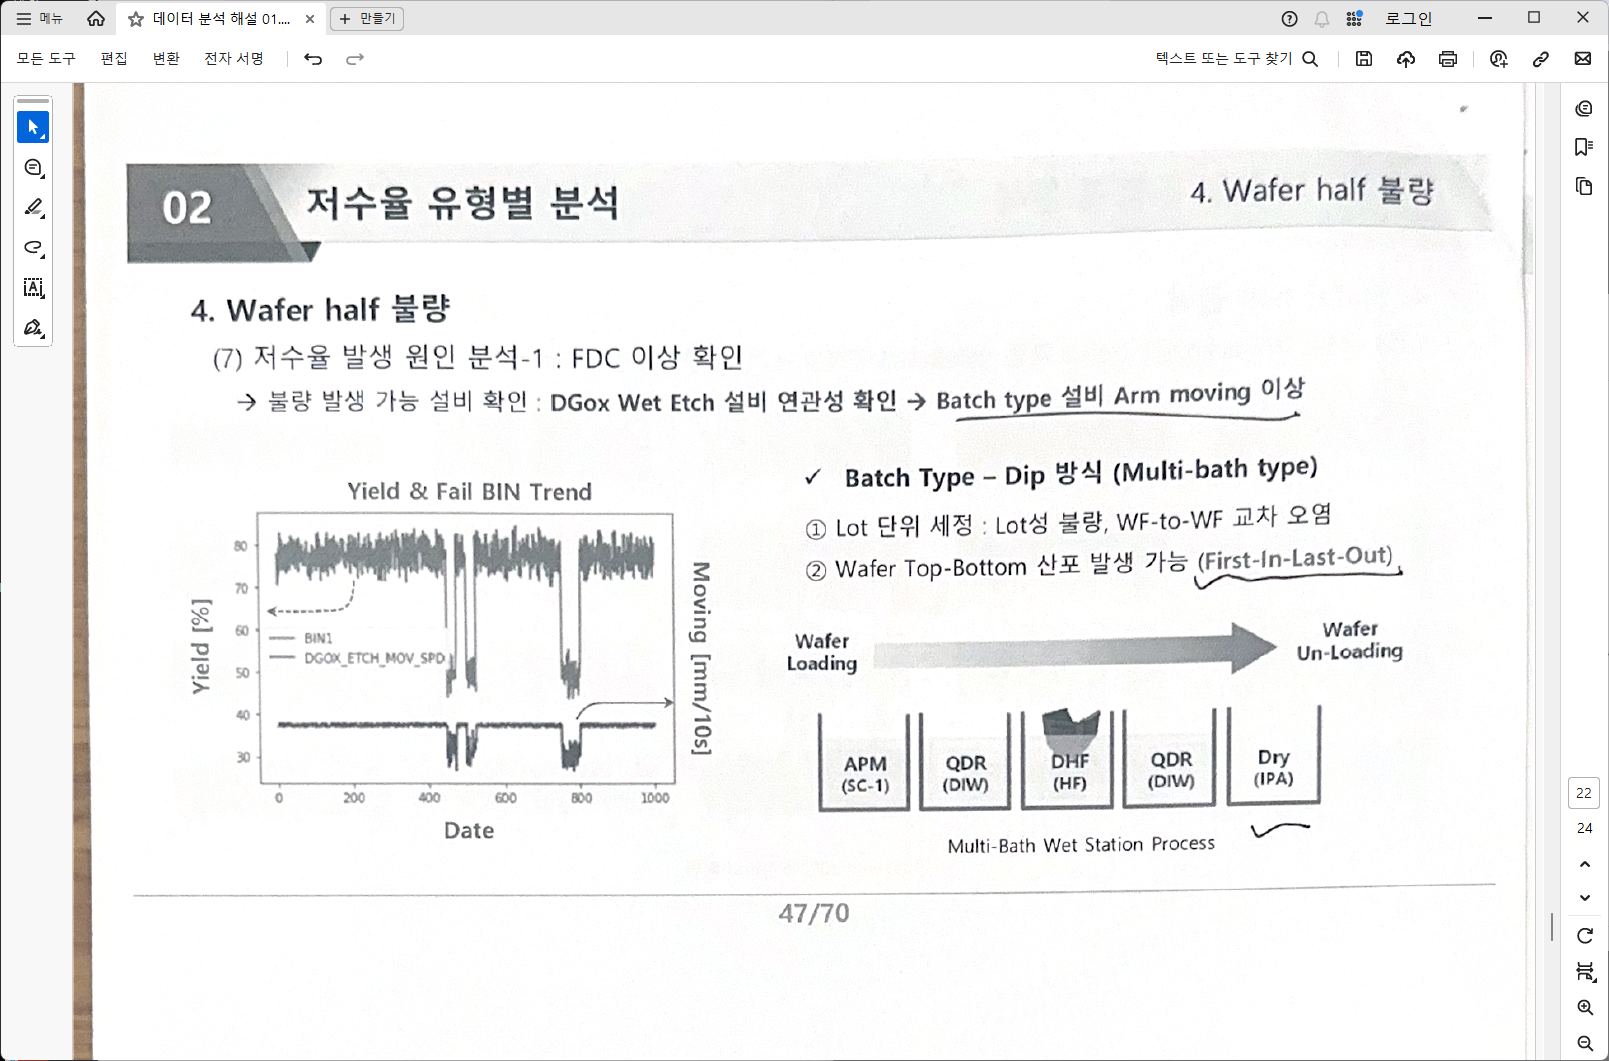 메뉴
데이터 분석 해설 01....
만들기
로그인
모든 도구
편집
변환
전자 서명
텍스트 또는 도구 찾기
02
저수율 유형별 분석
4. Wafer half 불량
4. Wafer half 불량
(7) 저수율 발생 원인 분석-1 : FDC 이상 확인
→ 불량 발생 가능 설비 확인 : DGox Wet Etch 설비 연관성 확인 → Batch type 설비 Arm moving 이상
Yield & Fail BIN Trend
Yield [%]
80
70
60
50
40
30
BIN1
DGOX_ETCH_MOV_SPD
0
200
400
600
800
1000
Date
Moving [mm/10s]
✓ Batch Type – Dip 방식 (Multi-bath type)
① Lot 단위 세정 : Lot성 불량, WF-to-WF 교차 오염
② Wafer Top-Bottom 산포 발생 가능 (First-In-Last-Out)
Wafer
Loading
Wafer
Un-Loading
APM
(SC-1)
QDR
(DIW)
DHF
(HF)
QDR
(DIW)
Dry
(IPA)
Multi-Bath Wet Station Process
47/70
22
24